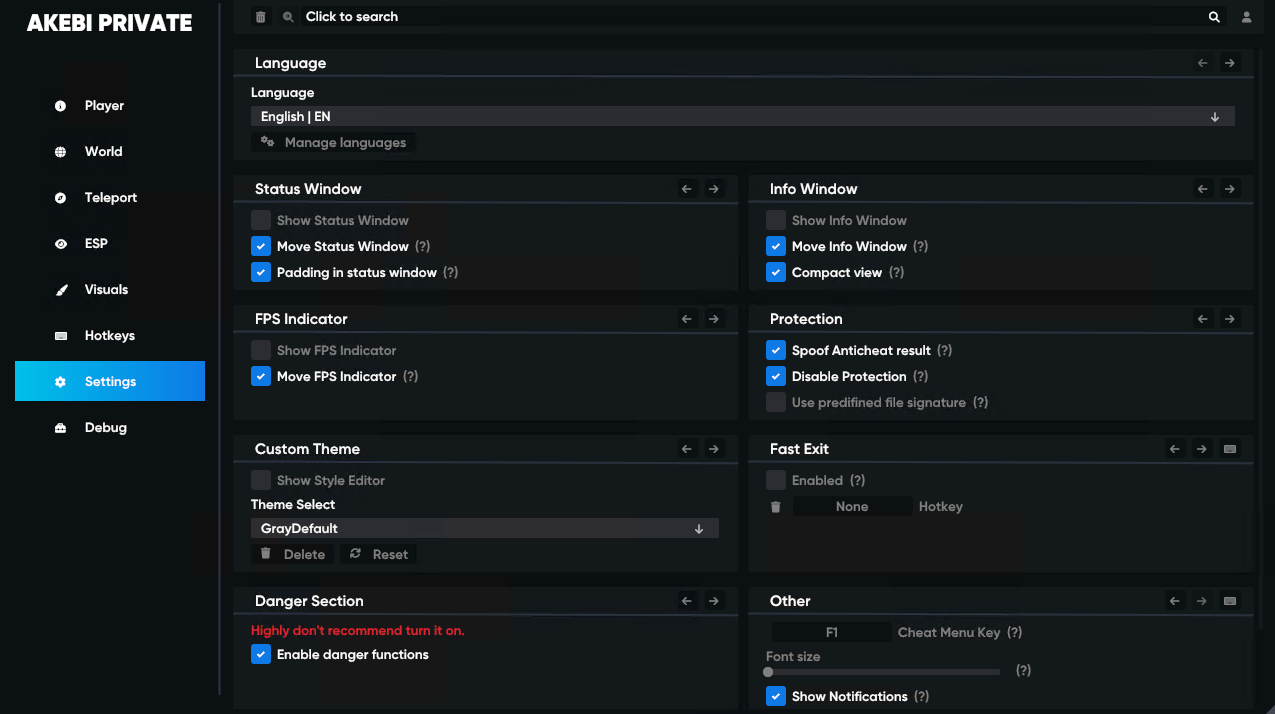 AKEBI PRIVATE
Player
World
Teleport
ESP
Visuals
Hotkeys
Settings
Debug
Click to search
Language
Language
English | EN
Manage languages
Status Window
Show Status Window
Move Status Window (?)
Padding in status window (?)
Info Window
Show Info Window
Move Info Window (?)
Compact view (?)
FPS Indicator
Show FPS Indicator
Move FPS Indicator (?)
Protection
Spoof Anticheat result (?)
Disable Protection (?)
Use predifined file signature (?)
Custom Theme
Show Style Editor
Theme Select
GrayDefault
Delete Reset
Fast Exit
Enabled (?)
None Hotkey
Danger Section
Highly don't recommend turn it on.
Enable danger functions
Other
F1 Cheat Menu Key (?)
Font size
(?)
Show Notifications (?)